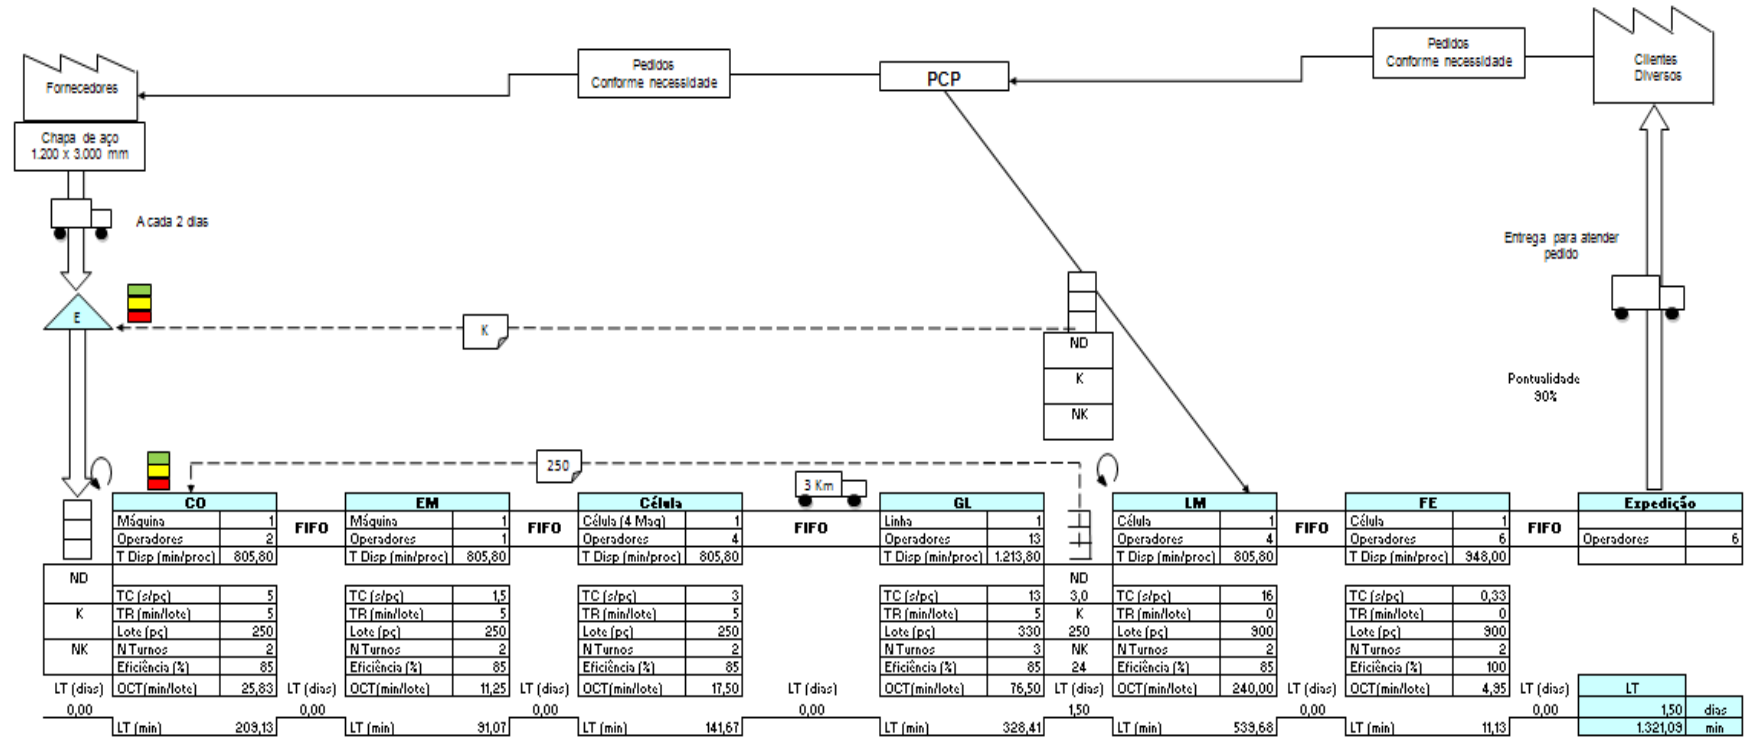 Fornecedores
Chapa de aço
1.200 x 3.000 mm
Pedidos
Conforme necessidade
PCP
Pedidos
Conforme necessidade
Clientes
Diversos
A cada 2 dias
Entrega para atender
pedido
E
K
ND
K
NK
Pontualidade
90%
250
3 Km
CO
Máquina 1
Operadores 2
T Disp (min/proc) 805,80
TC (s/pç) 5
TR (min/lote) 5
Lote (pç) 250
N Turnos 2
Eficiência (%) 85
OCT(min/lote) 25,83
LT (min) 209,13
FIFO
EM
Máquina 1
Operadores 1
T Disp (min/proc) 805,80
TC (s/pç) 1,5
TR (min/lote) 5
Lote (pç) 250
N Turnos 2
Eficiência (%) 85
OCT(min/lote) 11,25
LT (min) 91,07
FIFO
Célula
Célula (4 Maq) 1
Operadores 4
T Disp (min/proc) 805,80
TC (s/pç) 3
TR (min/lote) 5
Lote (pç) 250
N Turnos 2
Eficiência (%) 85
OCT(min/lote) 17,50
LT (min) 141,67
FIFO
GL
Linha 1
Operadores 13
T Disp (min/proc) 1.213,80
TC (s/pç) 13
TR (min/lote) 5
Lote (pç) 330
N Turnos 3
Eficiência (%) 85
OCT(min/lote) 76,50
LT (min) 328,41
ND
3,0
K
250
NK
24
LM
Célula 1
Operadores 4
T Disp (min/proc) 805,80
TC (s/pç) 16
TR (min/lote) 0
Lote (pç) 900
N Turnos 2
Eficiência (%) 85
OCT(min/lote) 240,00
LT (min) 539,68
FIFO
FE
Célula 1
Operadores 6
T Disp (min/proc) 948,00
TC (s/pç) 0,33
TR (min/lote) 0
Lote (pç) 900
N Turnos 2
Eficiência (%) 100
OCT(min/lote) 4,95
LT (min) 11,13
FIFO
Expedição
Operadores 6
ND
K
NK
LT (dias)
0,00
LT (dias)
0,00
LT (dias)
0,00
LT (dias)
0,00
LT (dias)
1,50
LT (dias)
0,00
LT (dias)
0,00
LT
1,50 dias
1.321,09 min